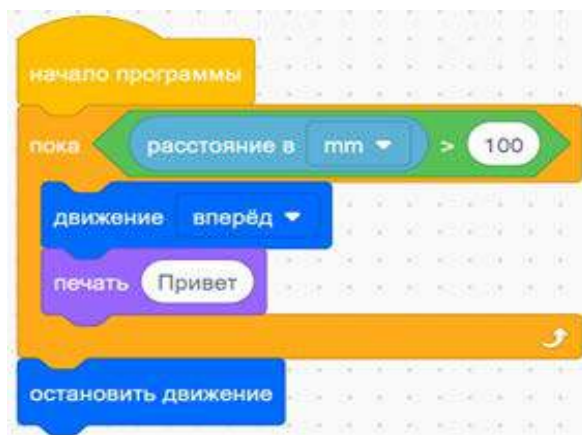 начало программы
пока расстояние в mm > 100
движение вперёд
печать Привет
остановить движение